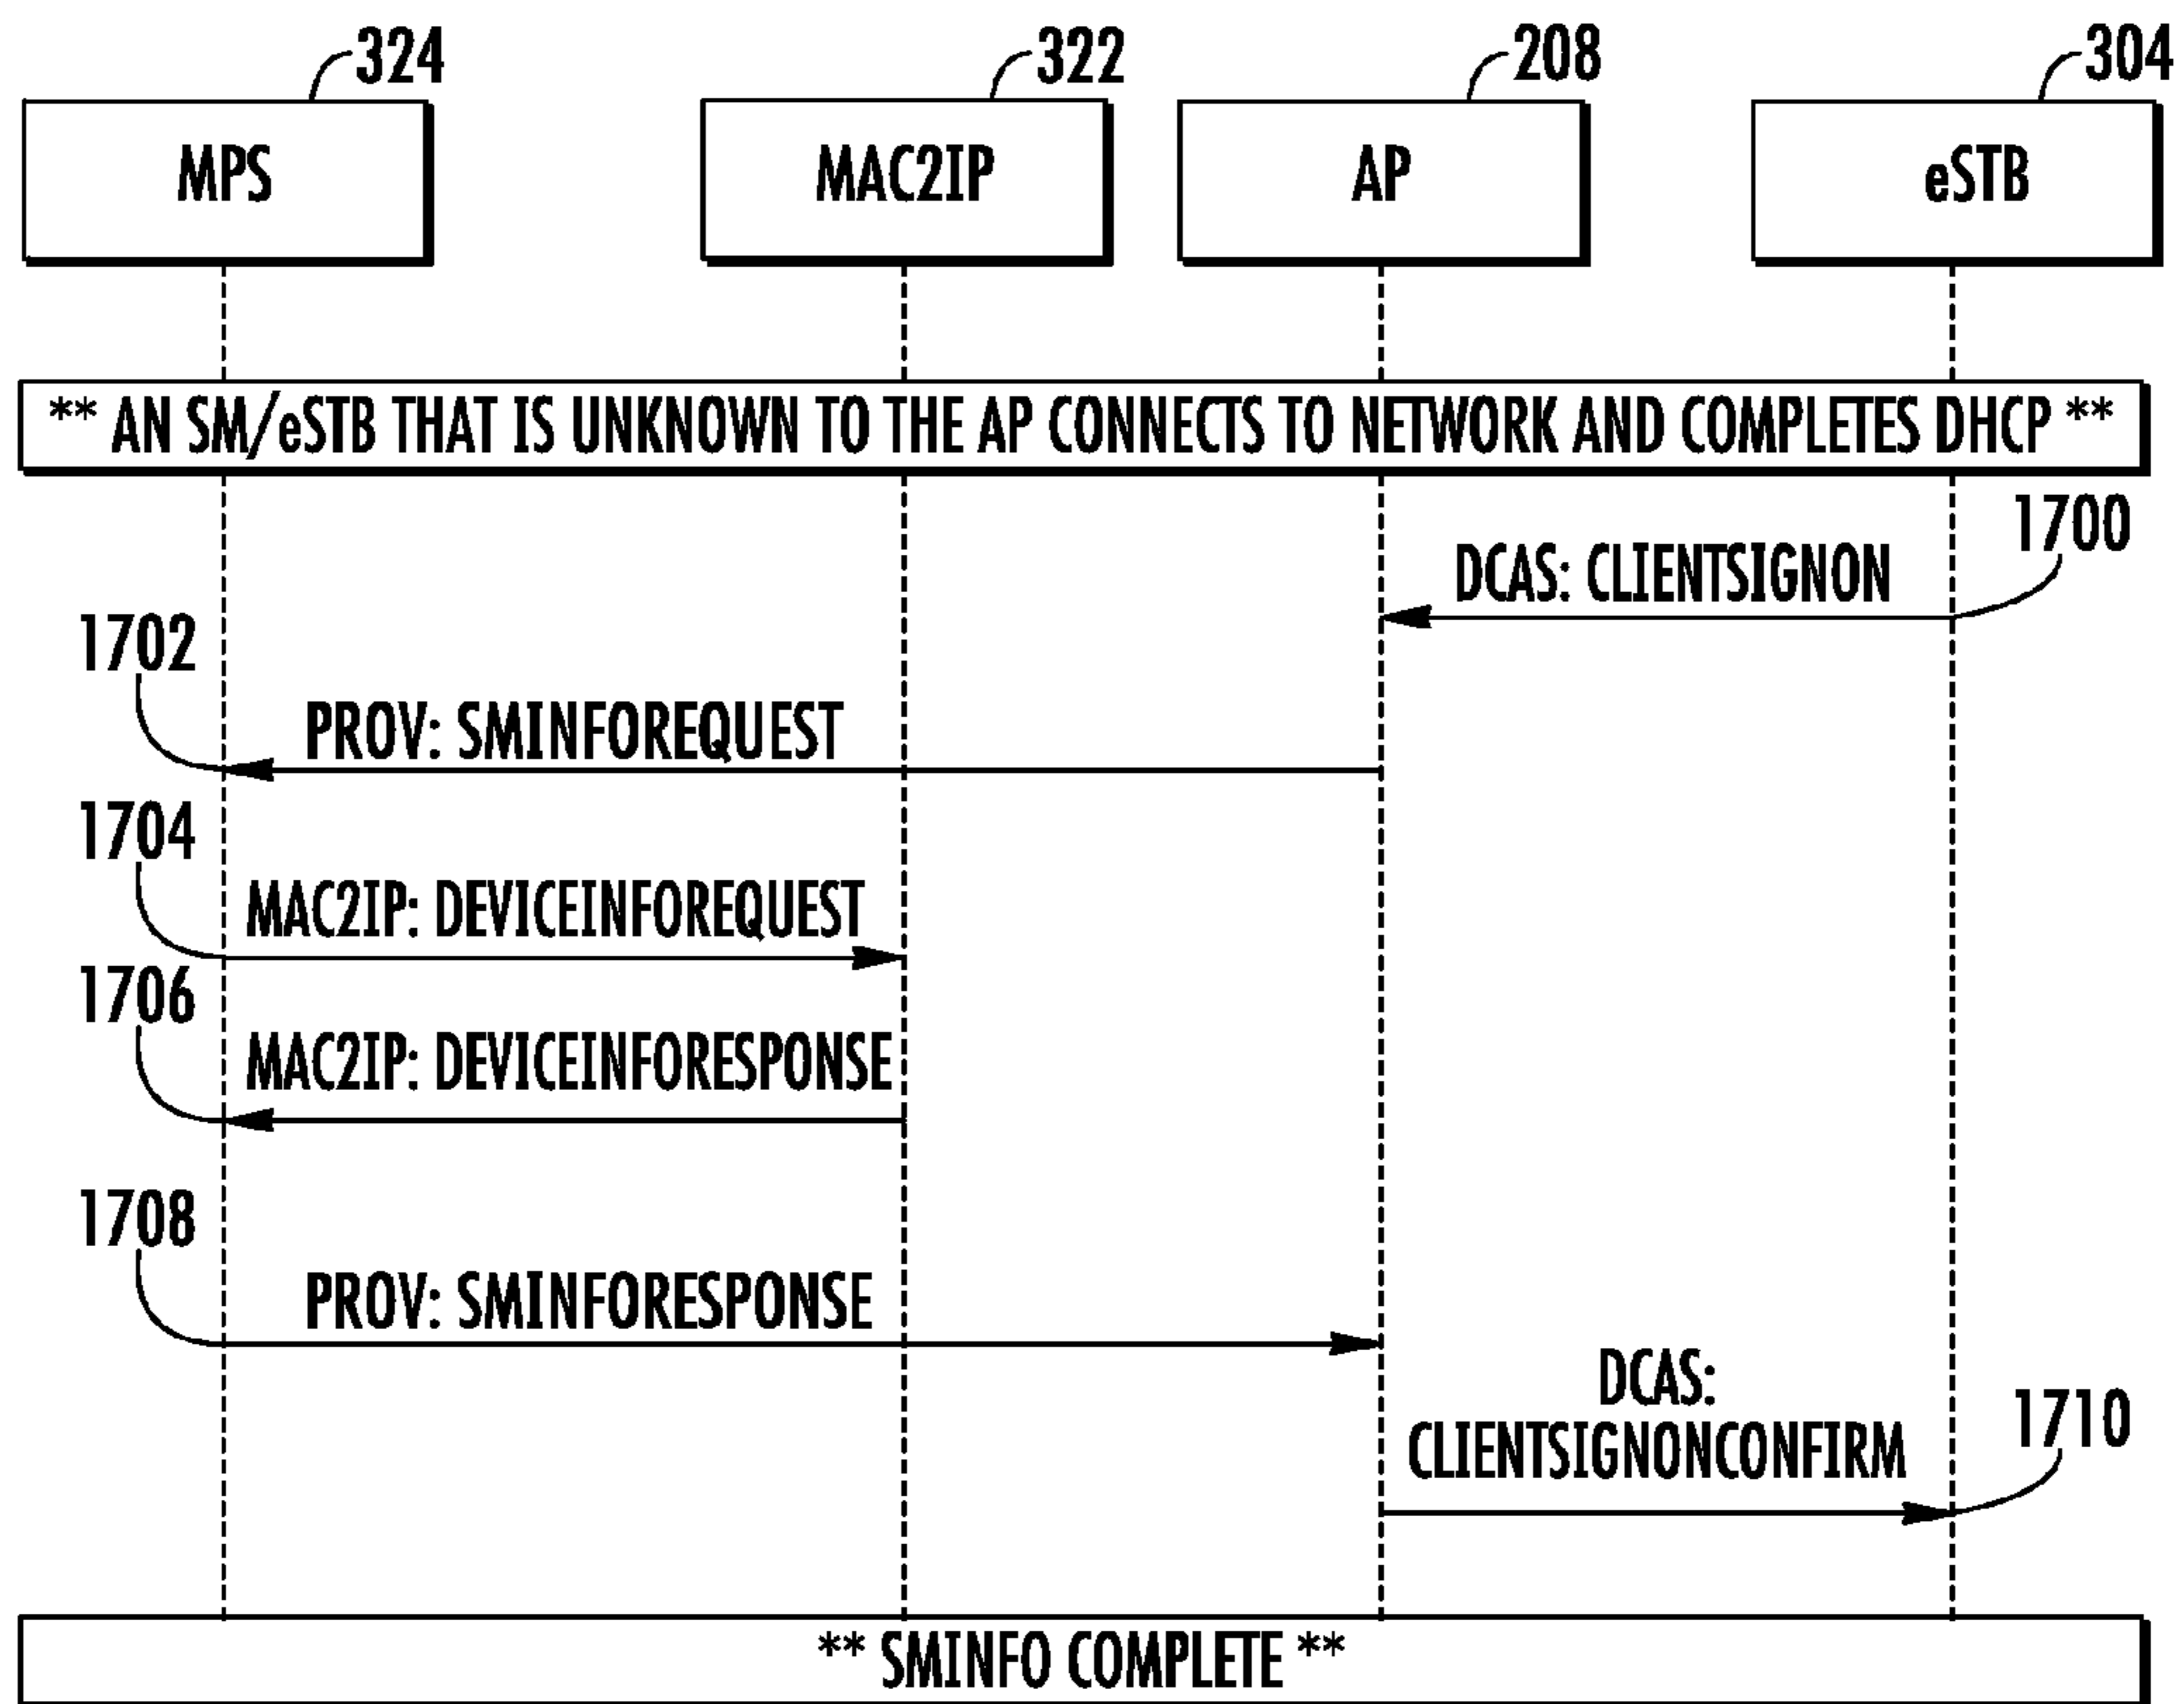 324 322 208 304
MPS MAC2IP AP eSTB
** AN SM/eSTB THAT IS UNKNOWN TO THE AP CONNECTS TO NETWORK AND COMPLETES DHCP **
1700
DCAS: CLIENTSIGNON
1702
PROV: SMINFOREQUEST
1704
MAC2IP: DEVICEINFOREQUEST
1706
MAC2IP: DEVICEINFORESPONSE
1708
PROV: SMINFORESPONSE
DCAS:
CLIENTSIGNONCONFIRM
1710
** SMINFO COMPLETE **